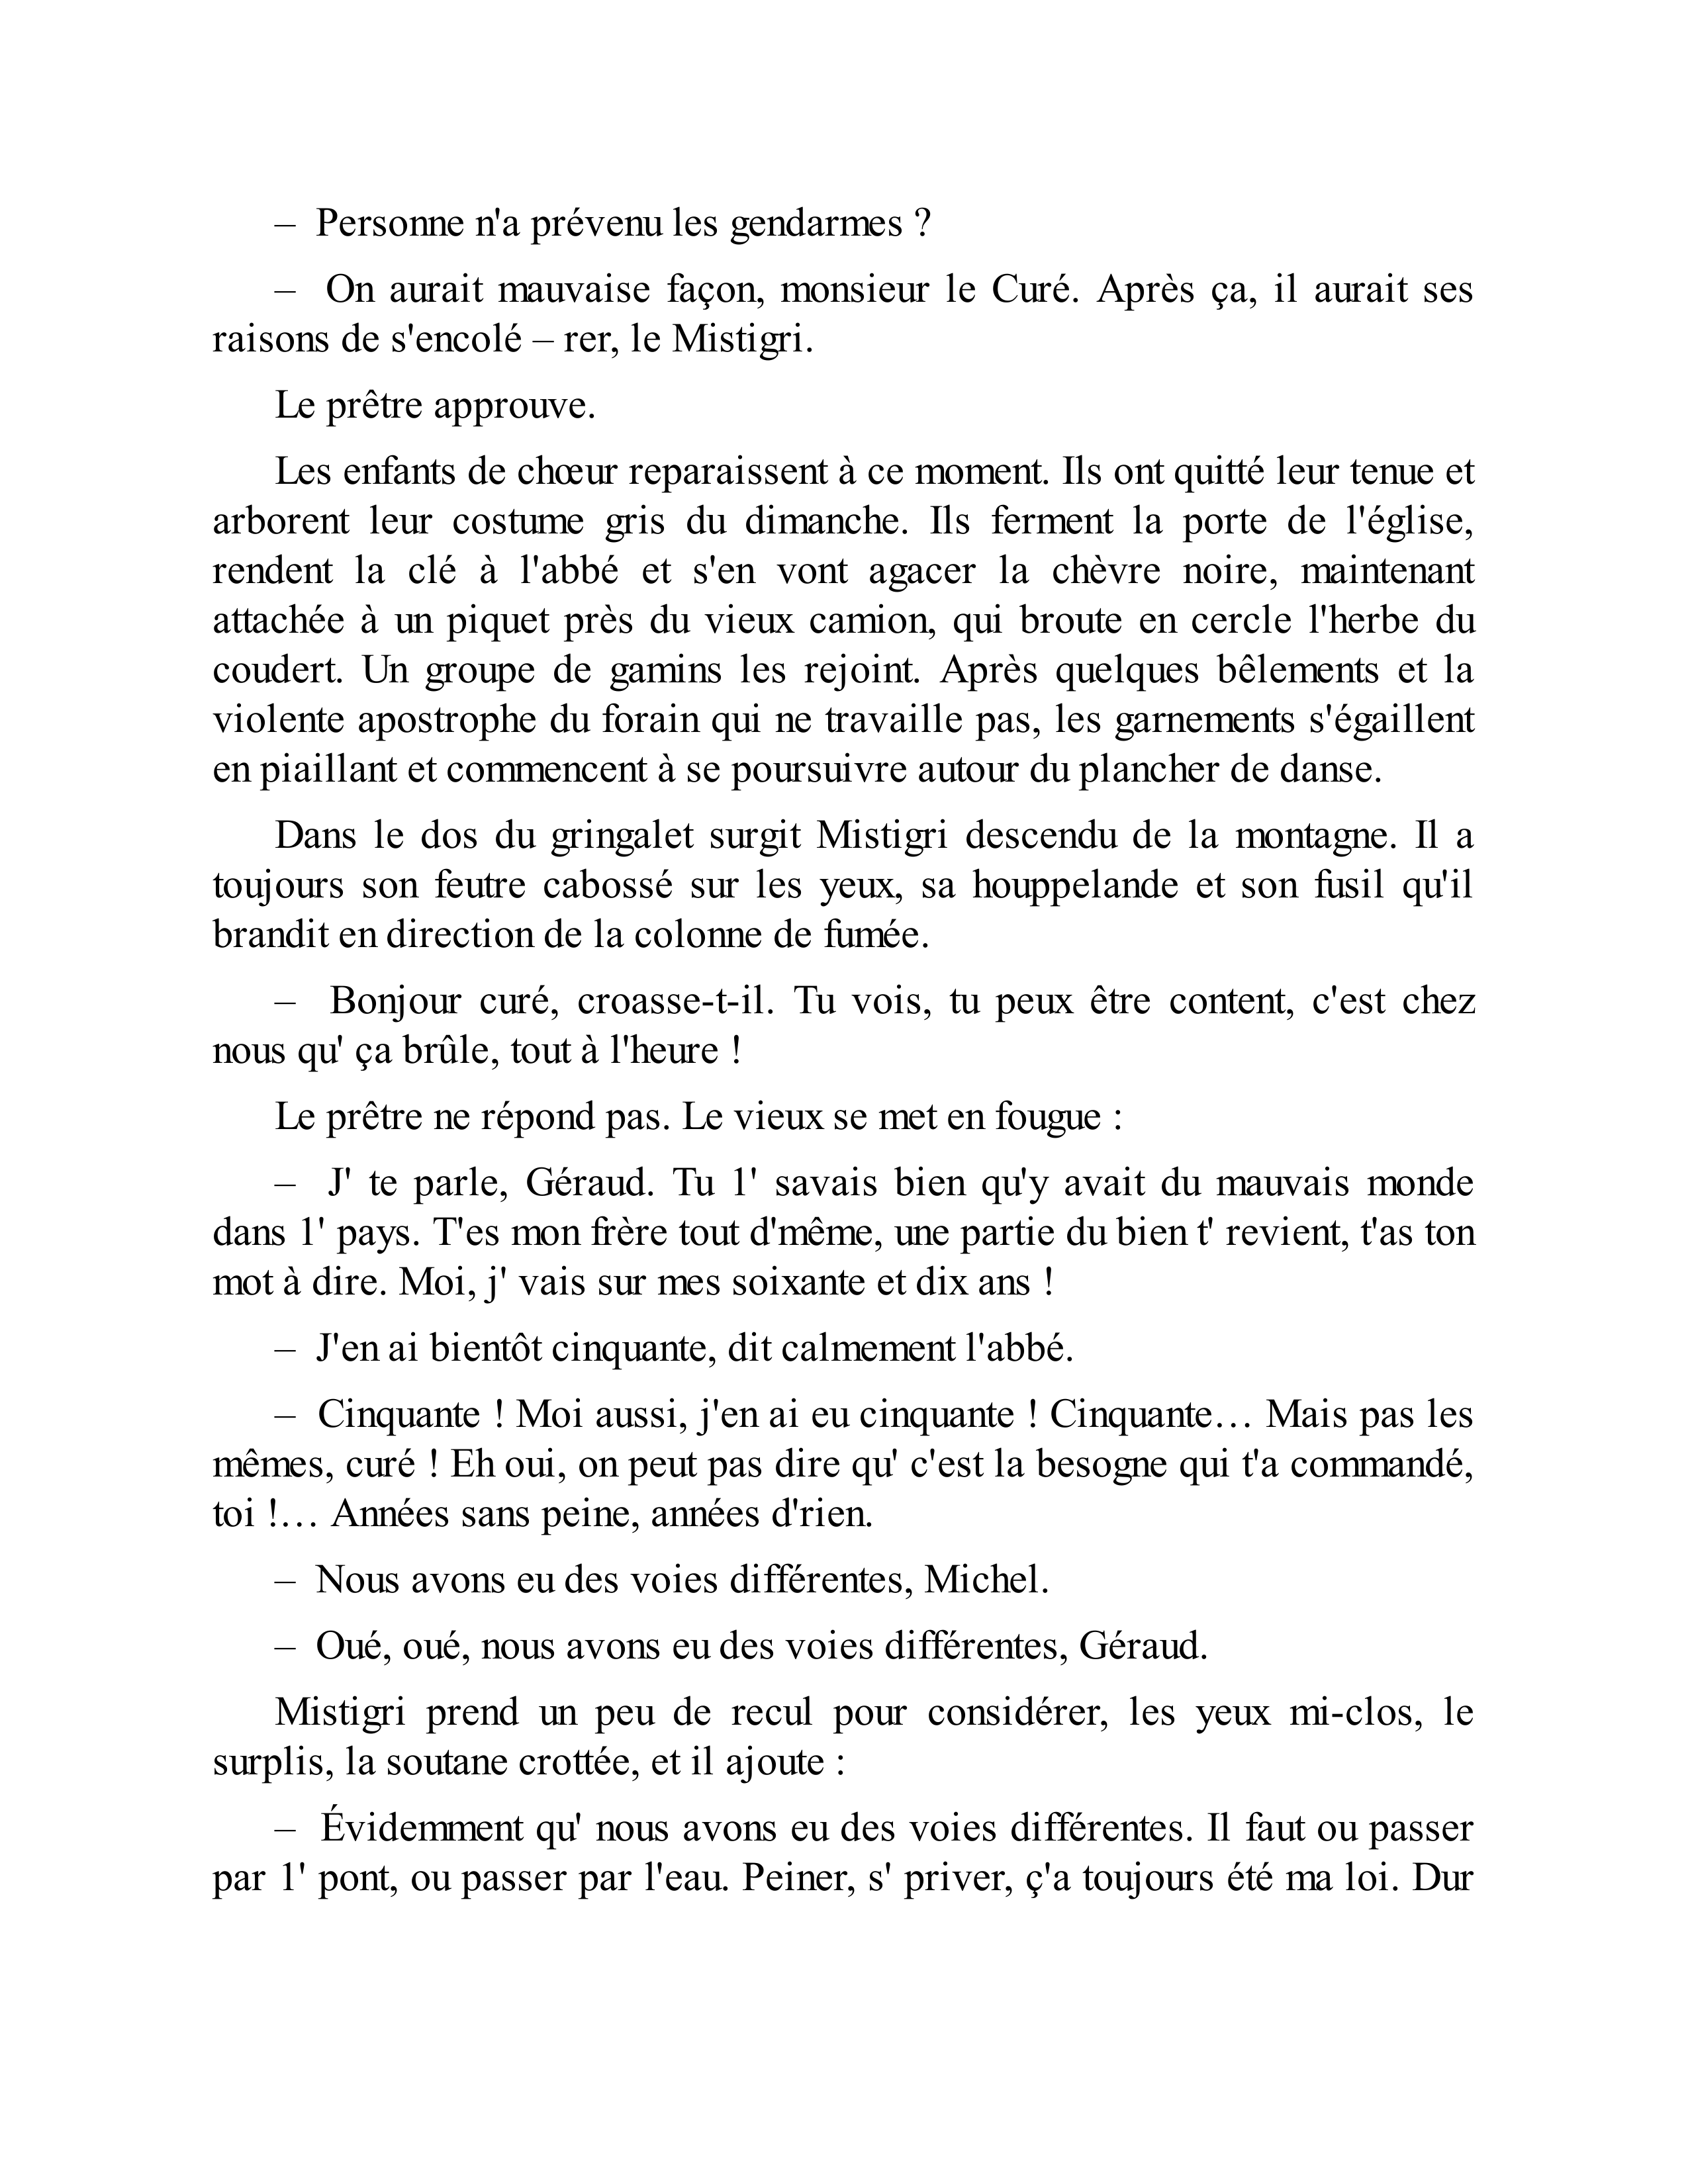 – Personne n'a prévenu les gendarmes ?
– On aurait mauvaise façon, monsieur le Curé. Après ça, il aurait ses
raisons de s'encolé – rer, le Mistigri.
Le prêtre approuve.
Les enfants de chœur reparaissent à ce moment. Ils ont quitté leur tenue et
arborent leur costume gris du dimanche. Ils ferment la porte de l'église,
rendent la clé à l'abbé et s'en vont agacer la chèvre noire, maintenant
attachée à un piquet près du vieux camion, qui broute en cercle l'herbe du
coudert. Un groupe de gamins les rejoint. Après quelques bêlements et la
violente apostrophe du forain qui ne travaille pas, les garnements s'égaillent
en piaillant et commencent à se poursuivre autour du plancher de danse.
Dans le dos du gringalet surgit Mistigri descendu de la montagne. Il a
toujours son feutre cabossé sur les yeux, sa houppelande et son fusil qu'il
brandit en direction de la colonne de fumée.
– Bonjour curé, croasse-t-il. Tu vois, tu peux être content, c'est chez
nous qu' ça brûle, tout à l'heure !
Le prêtre ne répond pas. Le vieux se met en fougue :
– J' te parle, Géraud. Tu 1' savais bien qu'y avait du mauvais monde
dans 1' pays. T'es mon frère tout d'même, une partie du bien t' revient, t'as ton
mot à dire. Moi, j' vais sur mes soixante et dix ans !
– J'en ai bientôt cinquante, dit calmement l'abbé.
– Cinquante ! Moi aussi, j'en ai eu cinquante ! Cinquante… Mais pas les
mêmes, curé ! Eh oui, on peut pas dire qu' c'est la besogne qui t'a commandé,
toi !… Années sans peine, années d'rien.
– Nous avons eu des voies différentes, Michel.
– Oué, oué, nous avons eu des voies différentes, Géraud.
Mistigri prend un peu de recul pour considérer, les yeux mi-clos, le
surplis, la soutane crottée, et il ajoute :
– Évidemment qu' nous avons eu des voies différentes. Il faut ou passer
par 1' pont, ou passer par l'eau. Peiner, s' priver, ç'a toujours été ma loi. Dur